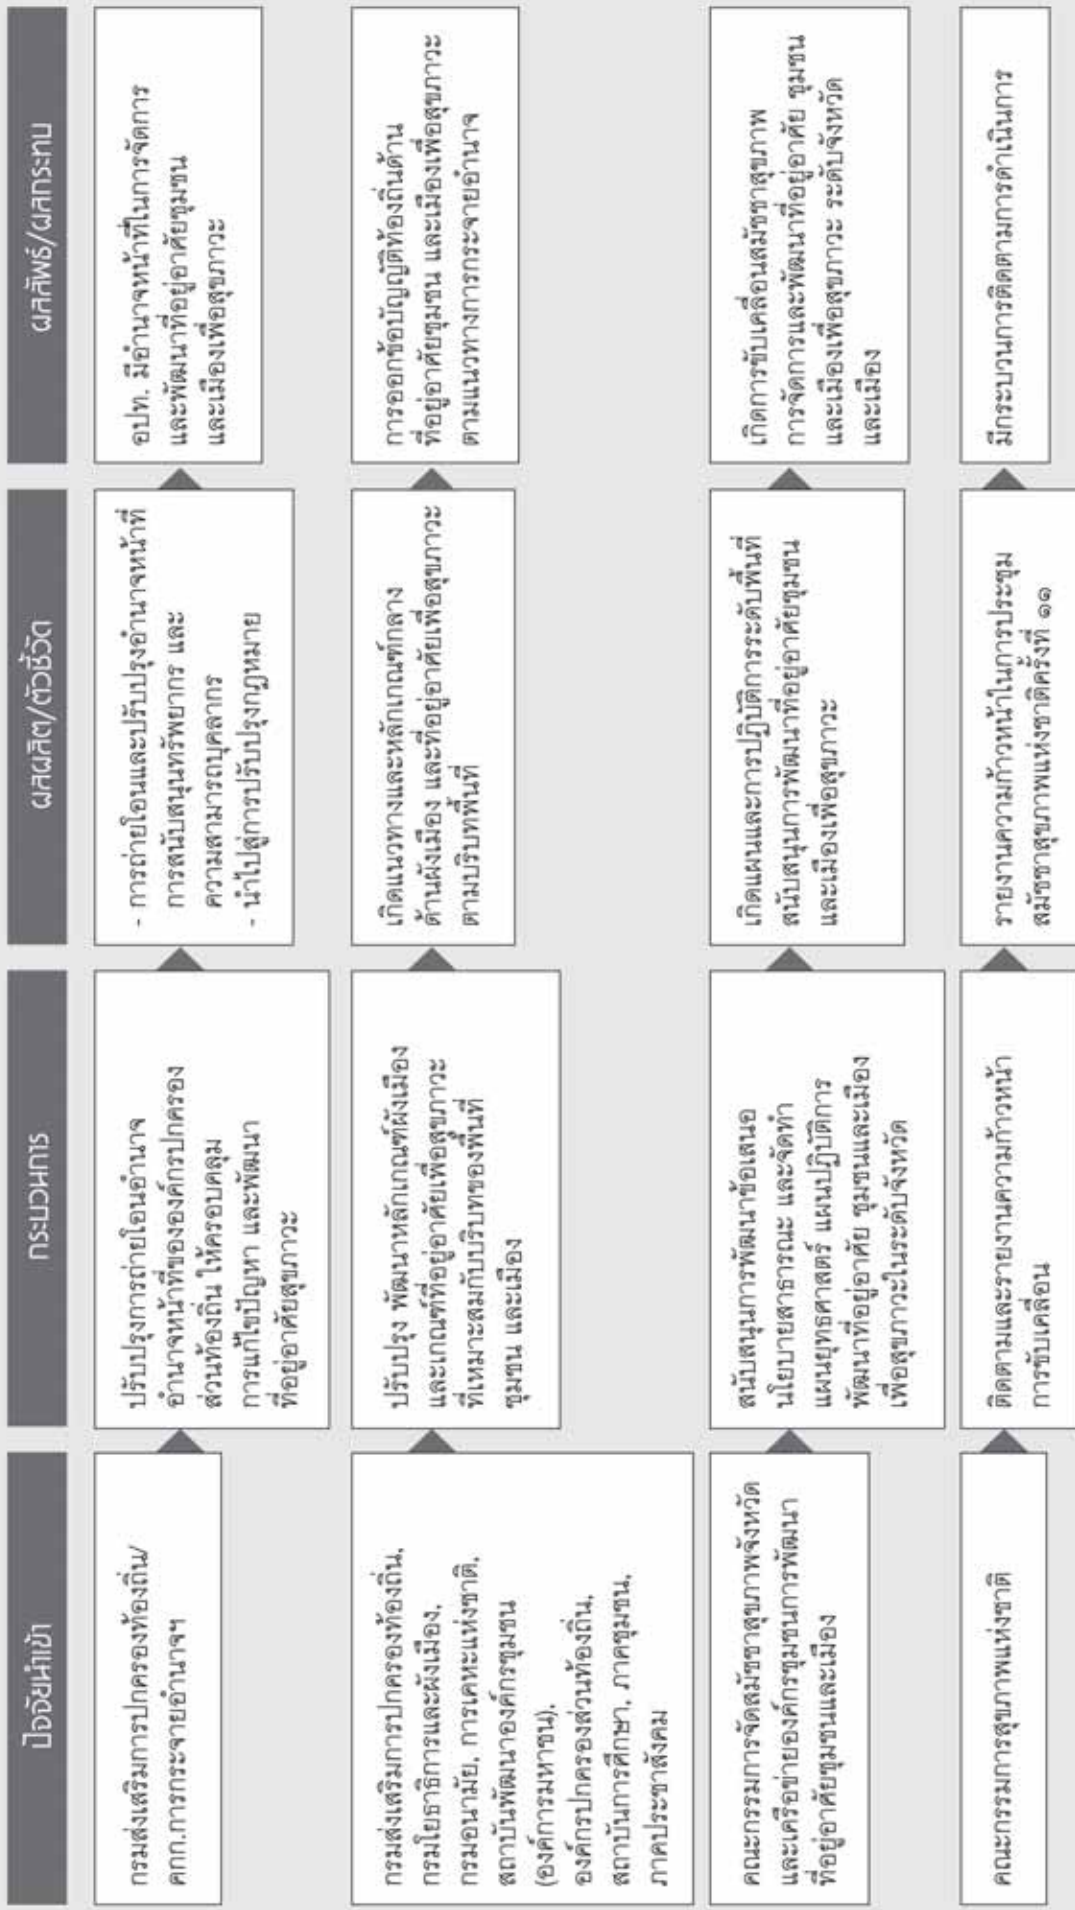 ปัจจัยนำเข้า
กระบวนการ
ผลผลิต/ตัวชี้วัด
ผลลัพธ์/ผลกระทบ
กรมส่งเสริมการปกครองท้องถิ่น/
คกก.การกระจายอำนาจฯ
ปรับปรุงการถ่ายโอนอำนาจ
อำนาจหน้าที่ขององค์กรปกครอง
ส่วนท้องถิ่น ให้ครอบคลุม
การแก้ไขปัญหา และพัฒนา
ที่อยู่อาศัยสุขภาวะ
- การถ่ายโอนและปรับปรุงอำนาจหน้าที่
การสนับสนุนทรัพยากร และ
ความสามารถบุคลากร
- นำไปสู่การปรับปรุงกฎหมาย
อปท. มีอำนาจหน้าที่ในการจัดการ
และพัฒนาที่อยู่อาศัยชุมชน
และเมืองเพื่อสุขภาวะ
กรมส่งเสริมการปกครองท้องถิ่น,
กรมโยธาธิการและผังเมือง,
กรมอนามัย, การเคหะแห่งชาติ,
สถาบันพัฒนาองค์กรชุมชน
(องค์การมหาชน),
องค์กรปกครองส่วนท้องถิ่น,
สถาบันการศึกษา, ภาคชุมชน,
ภาคประชาสังคม
ปรับปรุง พัฒนาหลักเกณฑ์ผังเมือง
และเกณฑ์ที่อยู่อาศัยเพื่อสุขภาวะ
ที่เหมาะสมกับบริบทของพื้นที่
ชุมชน และเมือง
เกิดแนวทางและหลักเกณฑ์กลาง
ด้านผังเมือง และที่อยู่อาศัยเพื่อสุขภาวะ
ตามบริบทพื้นที่
การออกข้อบัญญัติท้องถิ่นด้าน
ที่อยู่อาศัยชุมชน และเมืองเพื่อสุขภาวะ
ตามแนวทางการกระจายอำนาจ
คณะกรรมการจัดสมัชชาสุขภาพจังหวัด
และเครือข่ายองค์กรชุมชนการพัฒนา
ที่อยู่อาศัยชุมชนและเมือง
สนับสนุนการพัฒนาข้อเสนอ
นโยบายสาธารณะ และจัดทำ
แผนยุทธศาสตร์ แผนปฏิบัติการ
พัฒนาที่อยู่อาศัย ชุมชนและเมือง
เพื่อสุขภาวะในระดับจังหวัด
เกิดแผนและการปฏิบัติการระดับพื้นที่
สนับสนุนการพัฒนาที่อยู่อาศัยชุมชน
และเมืองเพื่อสุขภาวะ
เกิดการขับเคลื่อนสมัชชาสุขภาพ
การจัดการและพัฒนาที่อยู่อาศัย ชุมชน
และเมืองเพื่อสุขภาวะ ระดับจังหวัด
และเมือง
คณะกรรมการสุขภาพแห่งชาติ
ติดตามและรายงานความก้าวหน้า
การขับเคลื่อน
รายงานความก้าวหน้าในการประชุม
สมัชชาสุขภาพแห่งชาติครั้งที่ ๑๑
มีกระบวนการติดตามการดำเนินการ